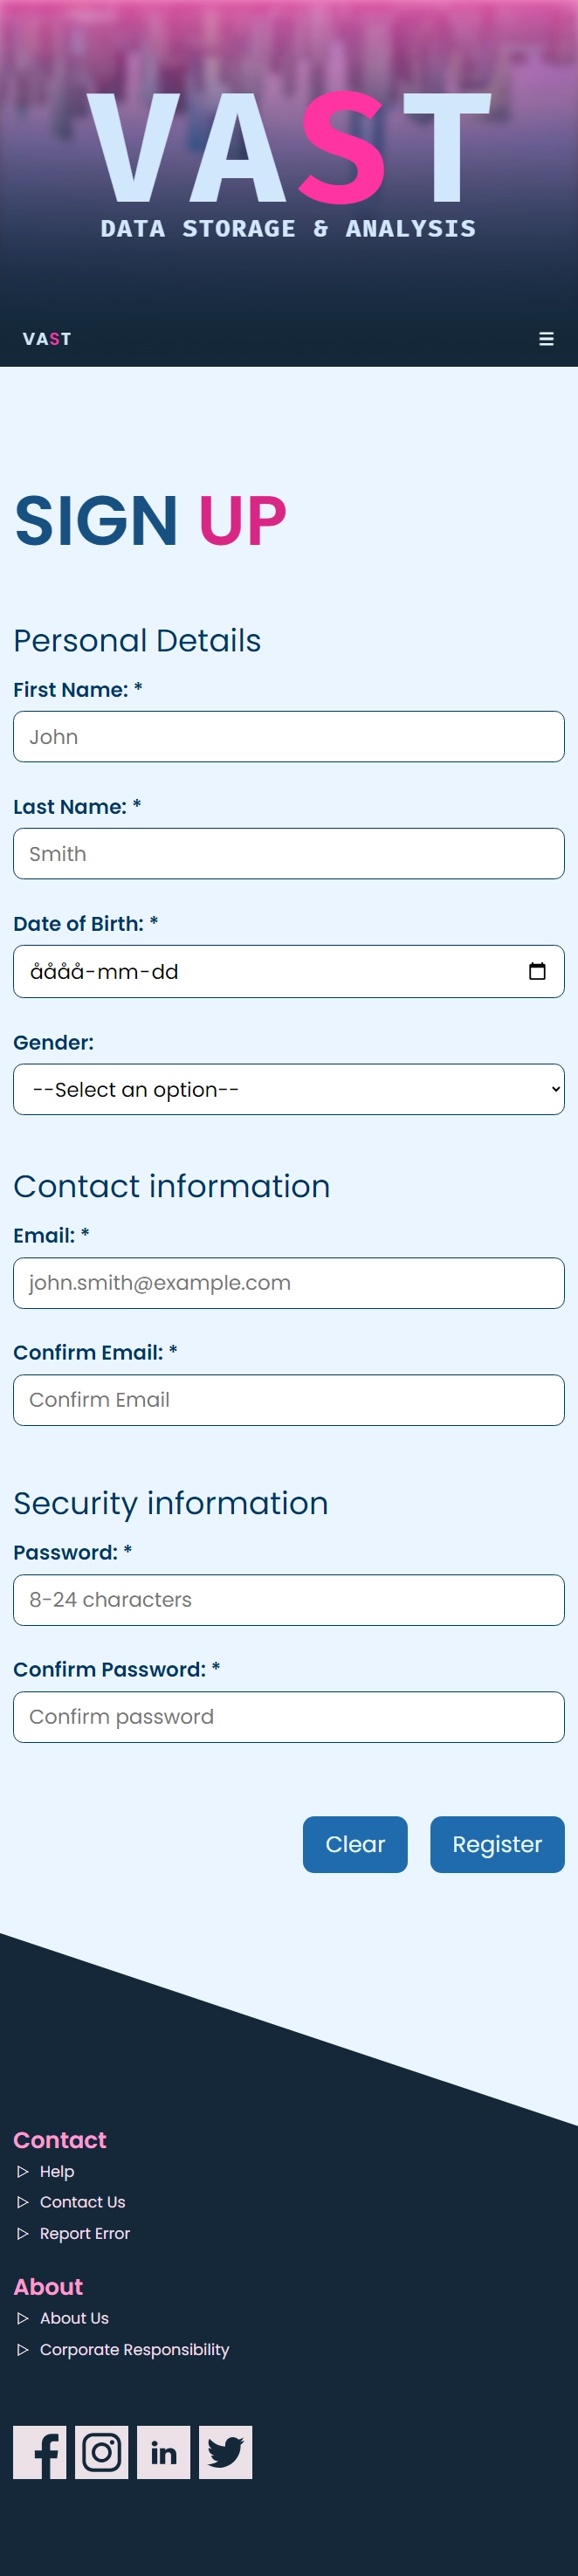 VAST
DATA STORAGE & ANALYSIS
VAST
SIGN UP
Personal Details
First Name: *
John
Last Name: *
Smith
Date of Birth: *
åååå-mm-dd
Gender:
--Select an option--
Contact information
Email: *
john.smith@example.com
Confirm Email: *
Confirm Email
Security information
Password: *
8-24 characters
Confirm Password: *
Confirm password
Clear Register
Contact
Help
Contact Us
Report Error
About
About Us
Corporate Responsibility
in